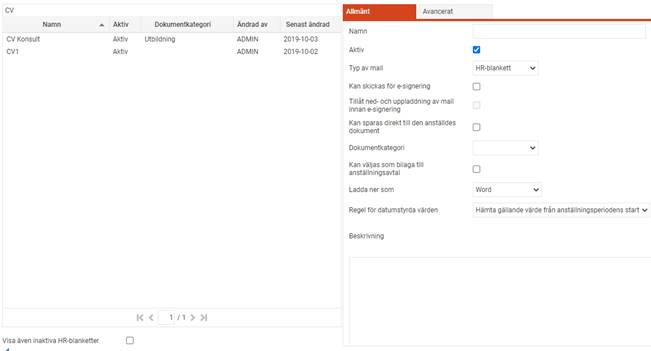 CV
Namn Aktiv Dokumentkategori Ändrad av Senast ändrad
CV Konsult Aktiv Utbildning ADMIN 2019-10-03
CV1 Aktiv ADMIN 2019-10-02
1 / 1
Visa även inaktiva HR-blanketter
Allmänt Avancerat
Namn
Aktiv
Typ av mall HR-blankett
Kan skickas för e-signering
Tillåt ned- och uppladdning av mall
innan e-signering
Kan sparas direkt till den anställdes
dokument
Dokumentkategori
Kan väljas som bilaga till
anställningsavtal
Ladda ner som Word
Regel för datumstyrda värden Hämta gällande värde från anställningsperiodens start
Beskrivning